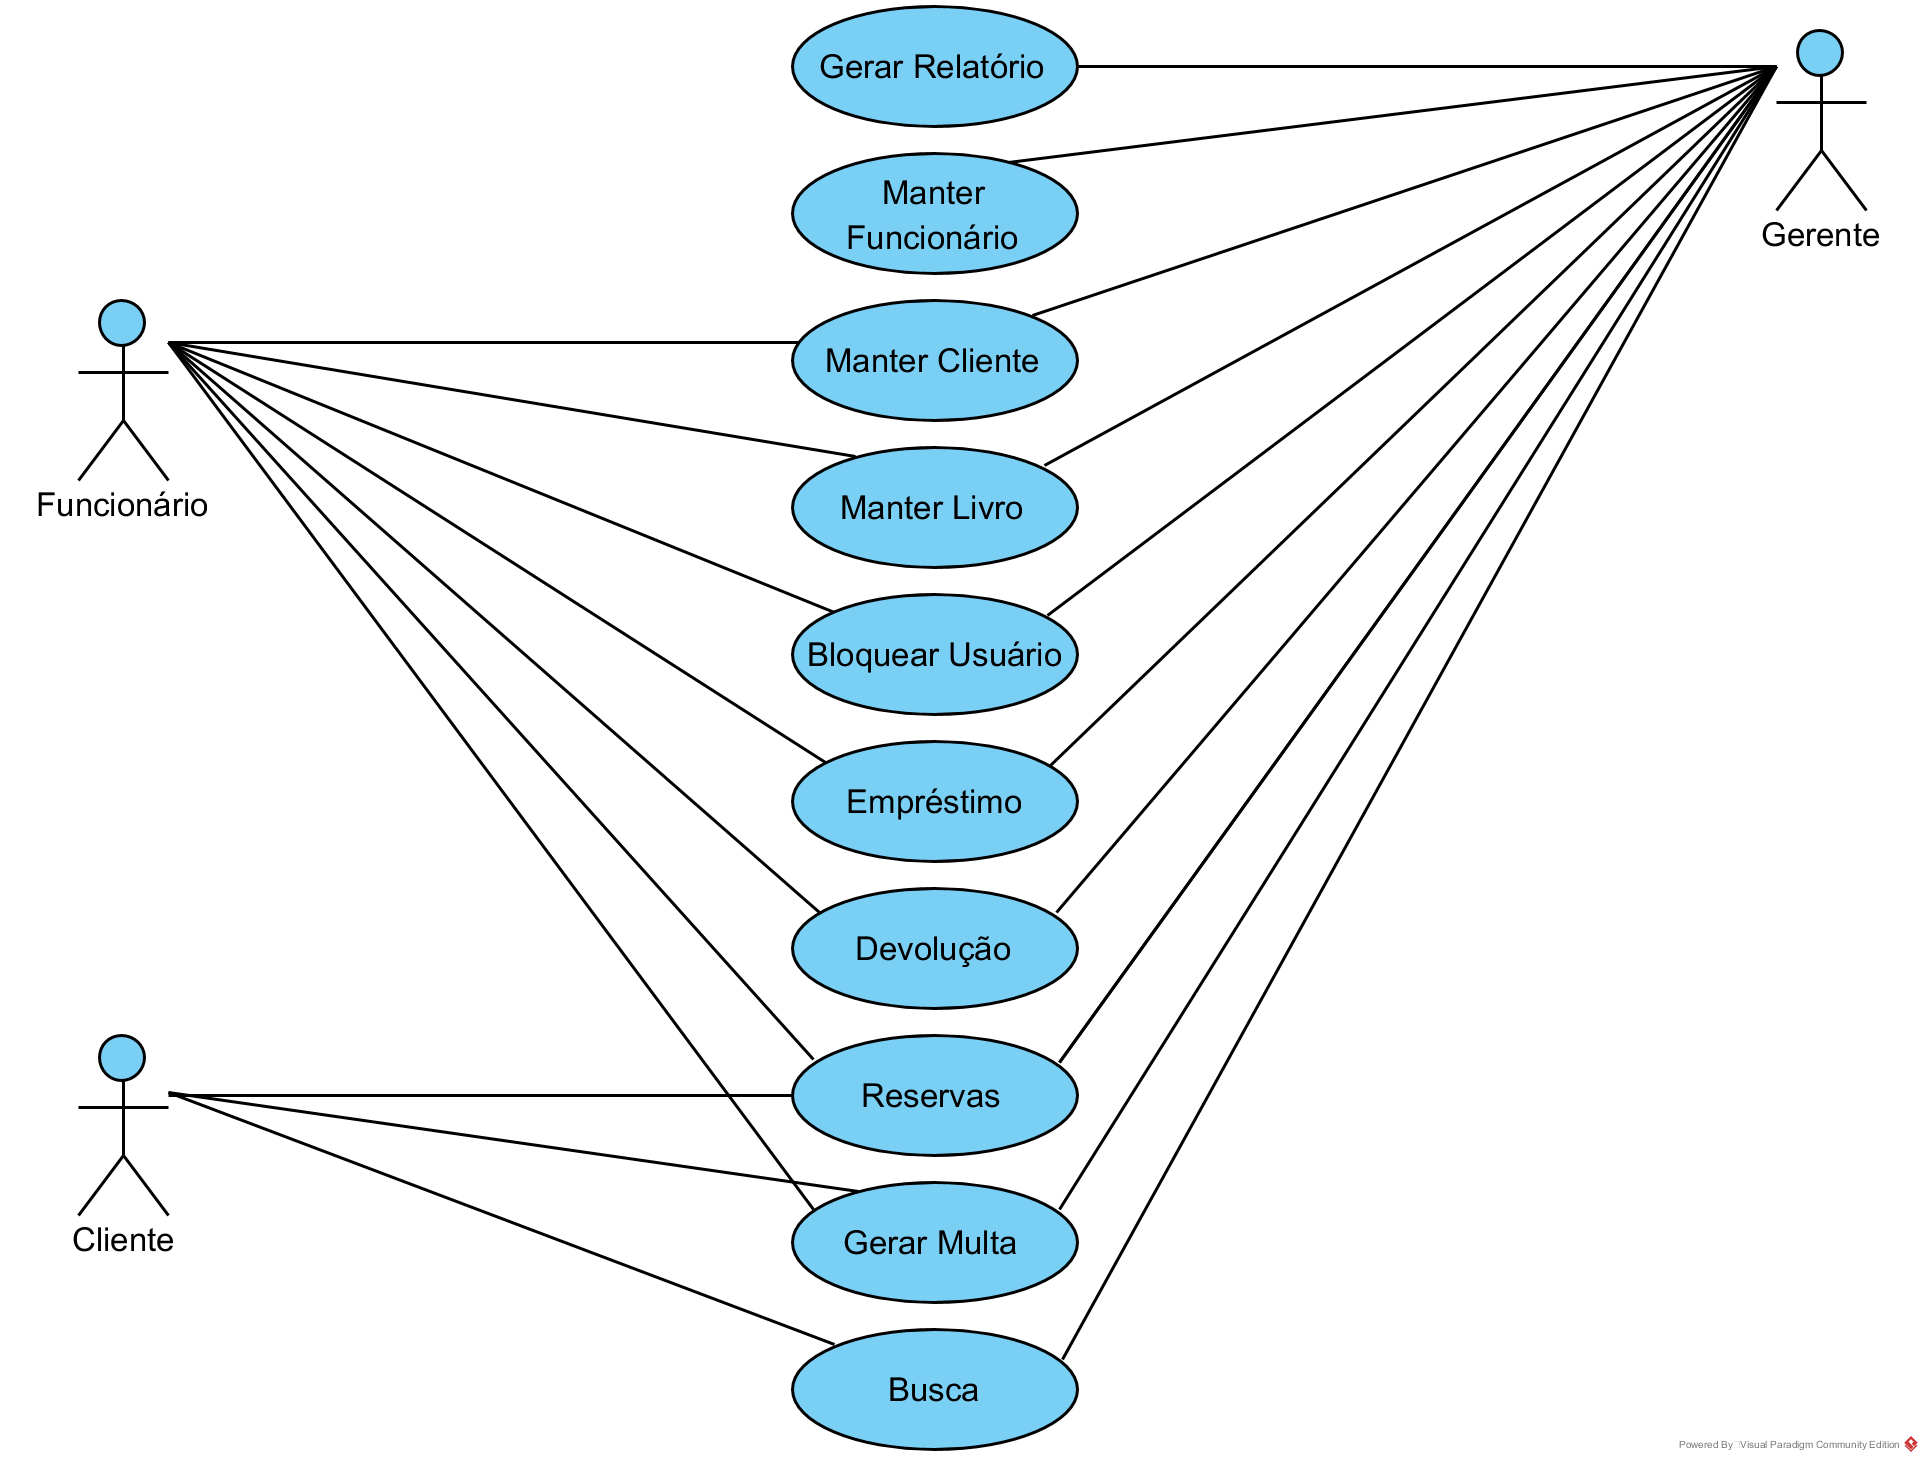 Gerar Relatório
Manter
Funcionário
Gerente
Manter Cliente
Funcionário
Manter Livro
Bloquear Usuário
Empréstimo
Devolução
Reservas
Cliente
Gerar Multa
Busca
Powered By Visual Paradigm Community Edition